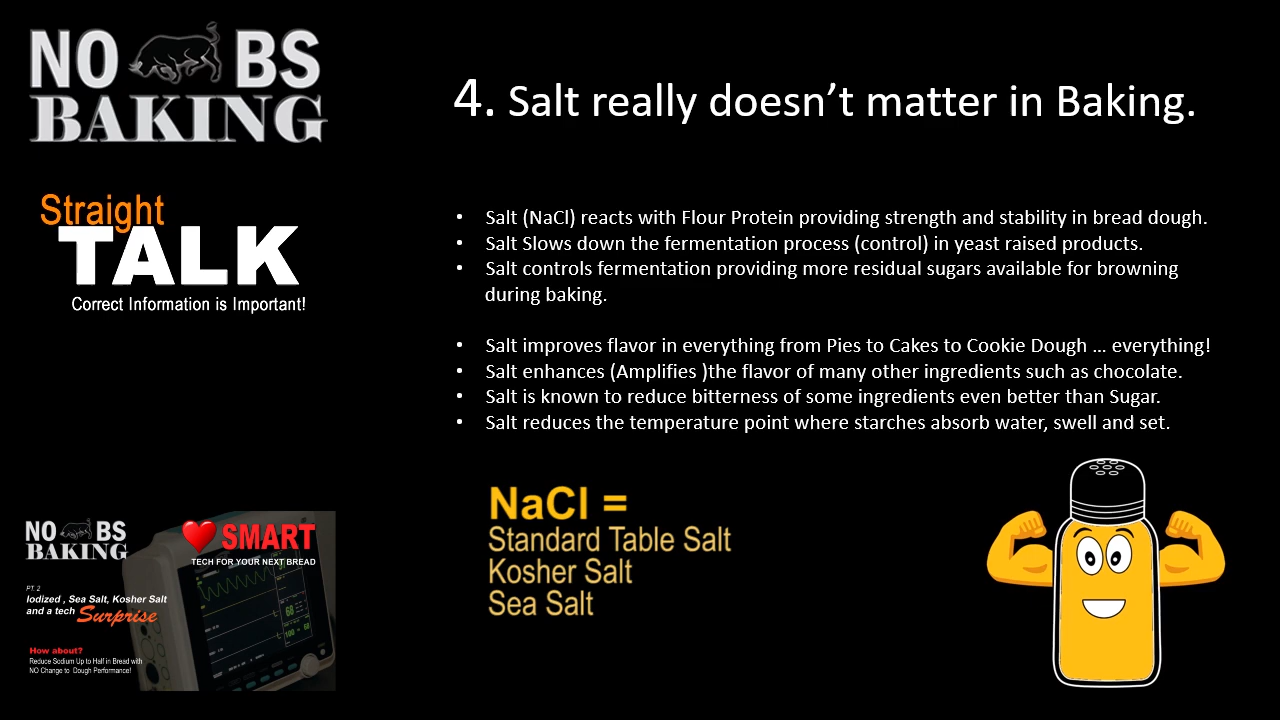 NO BS
BAKING
4. Salt really doesn’t matter in Baking.
Straight
TALK
Correct Information is Important!
• Salt (NaCl) reacts with Flour Protein providing strength and stability in bread dough.
• Salt Slows down the fermentation process (control) in yeast raised products.
• Salt controls fermentation providing more residual sugars available for browning
during baking.
• Salt improves flavor in everything from Pies to Cakes to Cookie Dough … everything!
• Salt enhances (Amplifies )the flavor of many other ingredients such as chocolate.
• Salt is known to reduce bitterness of some ingredients even better than Sugar.
• Salt reduces the temperature point where starches absorb water, swell and set.
NaCl =
Standard Table Salt
Kosher Salt
Sea Salt
NO BS
BAKING
SMART
TECH FOR YOUR NEXT BREAD
PT. 2
Iodized , Sea Salt, Kosher Salt
and a tech Surprise
How about?
Reduce Sodium Up to Half in Bread with
NO Change to Dough Performance!
68